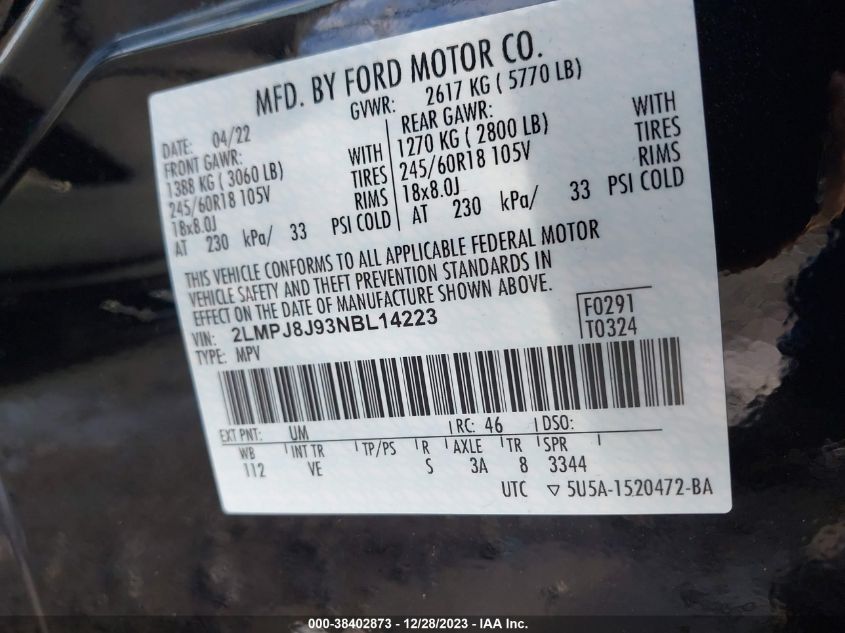 MFD. BY FORD MOTOR CO.
GVWR: 2617 KG ( 5770 LB)
DATE: 04/22
FRONT GAWR:
1388 KG ( 3060 LB) WITH
245/60R18 105V TIRES
18x8.0J RIMS
AT 230 kPa/ 33 PSI COLD
REAR GAWR:
1270 KG ( 2800 LB) WITH
245/60R18 105V TIRES
18x8.0J RIMS
AT 230 kPa/ 33 PSI COLD
THIS VEHICLE CONFORMS TO ALL APPLICABLE FEDERAL MOTOR
VEHICLE SAFETY AND THEFT PREVENTION STANDARDS IN
EFFECT ON THE DATE OF MANUFACTURE SHOWN ABOVE.
VIN: 2LMPJ8J93NBL14223
TYPE: MPV
F0291
T0324
EXT PNT: UM RC: 46 DSO:
WB INT TR TP/PS R AXLE TR SPR
112 VE S 3A 8 3344
UTC ▽ 5U5A-1520472-BA
000-38402873 - 12/28/2023 - IAA Inc.